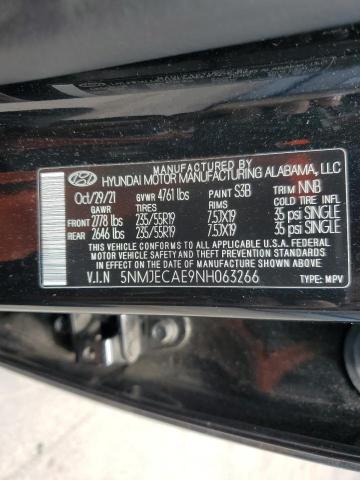 MANUFACTURED BY
HYUNDAI MOTOR MANUFACTURING ALABAMA, LLC
Oct/29/21 GVWR 4761 lbs PAINT S3B TRIM NNB
GAWR TIRES RIMS COLD TIRE INFL
FRONT 2778 lbs 235/55R19 7.5JX19 35 psi SINGLE
REAR 2646 lbs 235/55R19 7.5JX19 35 psi SINGLE
THIS VEHICLE CONFORMS TO ALL APPLICABLE U.S.A. FEDERAL
MOTOR VEHICLE SAFETY, BUMPER, AND THEFT PREVENTION
STANDARDS IN EFFECT ON THE DATE OF MANUFACTURE SHOWN ABOVE.
V.I.N 5NMJECAE9NH063266 TYPE: MPV